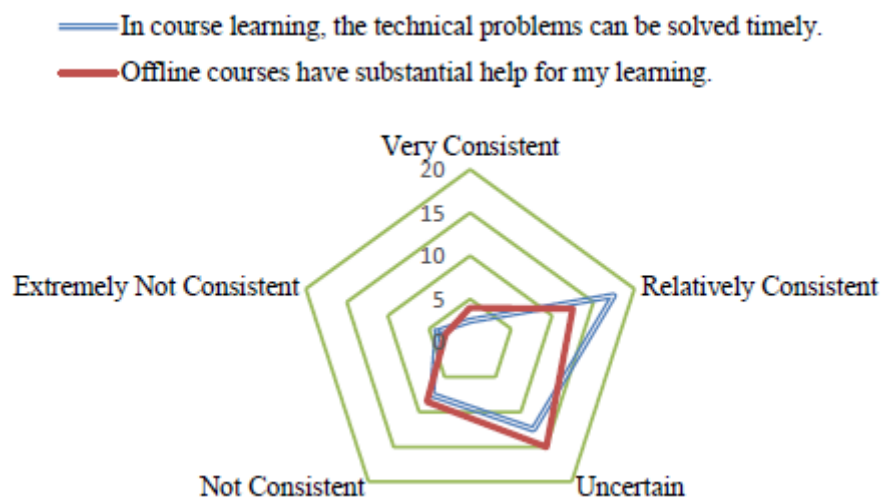 In course learning, the technical problems can be solved timely.
Offline courses have substantial help for my learning.
Very Consistent
20
15
10
5
0
Extremely Not Consistent
Relatively Consistent
Not Consistent
Uncertain